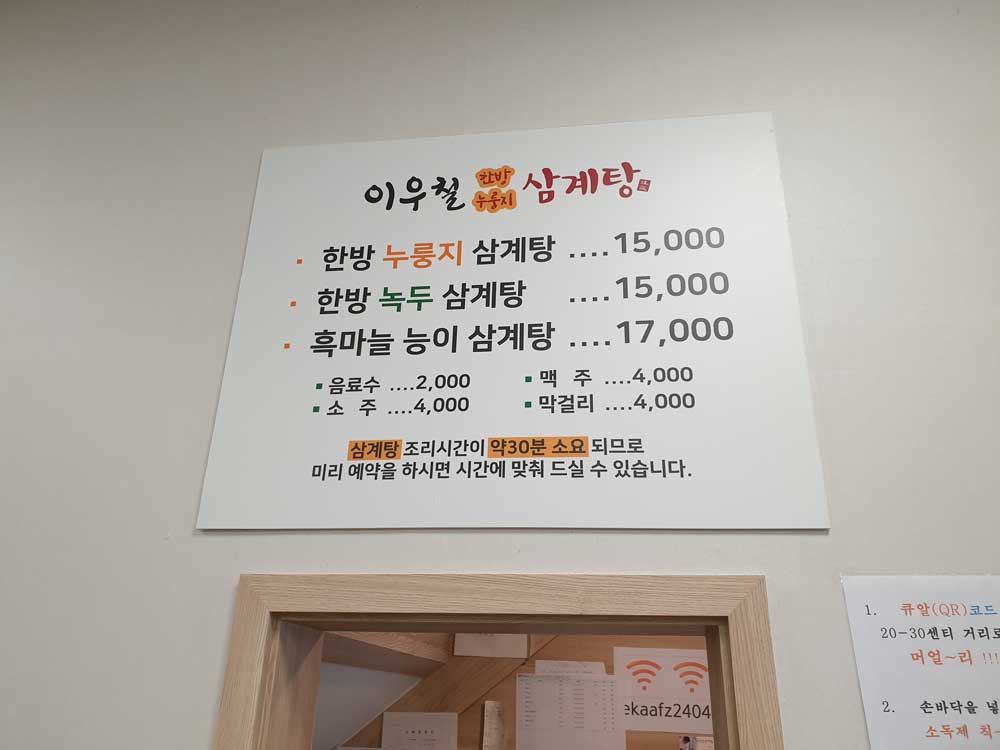 이우철 한방 누룽지 삼계탕
· 한방 누룽지 삼계탕 ....15,000
· 한방 녹두 삼계탕 ....15,000
· 흑마늘 능이 삼계탕 ....17,000
▪ 음료수 ....2,000 ▪ 맥 주 ....4,000
▪ 소 주 ....4,000 ▪ 막걸리 ....4,000
삼계탕 조리시간이 약30분 소요 되므로
미리 예약을 하시면 시간에 맞춰 드실 수 있습니다.
1. 큐알(QR)코드
20-30센티 거리로
머얼~리 !!!
2. 손바닥을 넣
소독제 칙
ekaafz2404